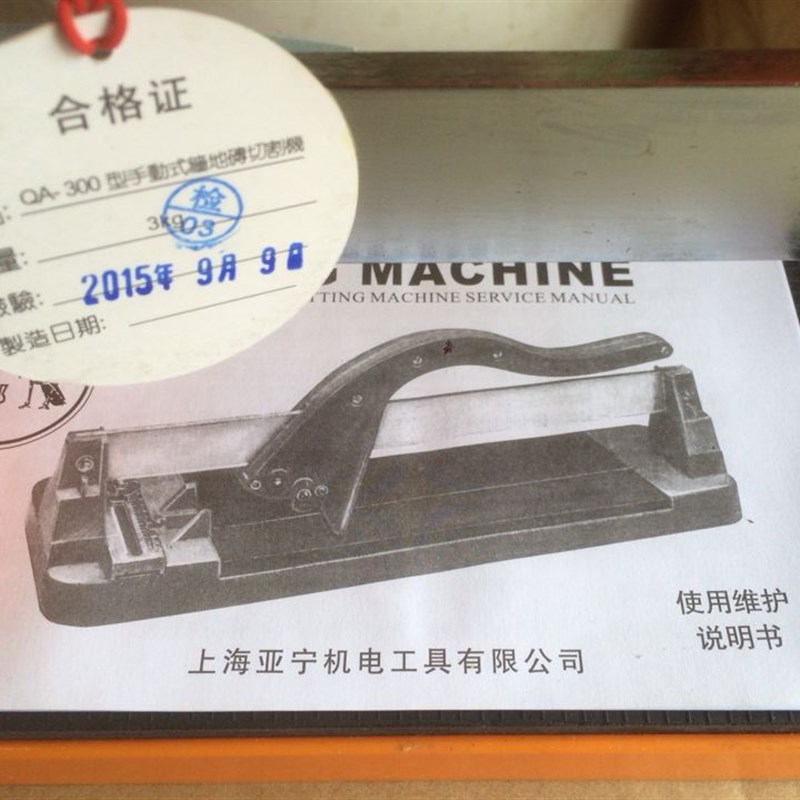 合格证
QA-300 型手動式牆地磚切割機
量: 3kg
检
03
驗:
2015年 9月 9日
製造日期:
MACHINE
TTING MACHINE SERVICE MANUAL
使用维护
说明书
上海亚宁机电工具有限公司